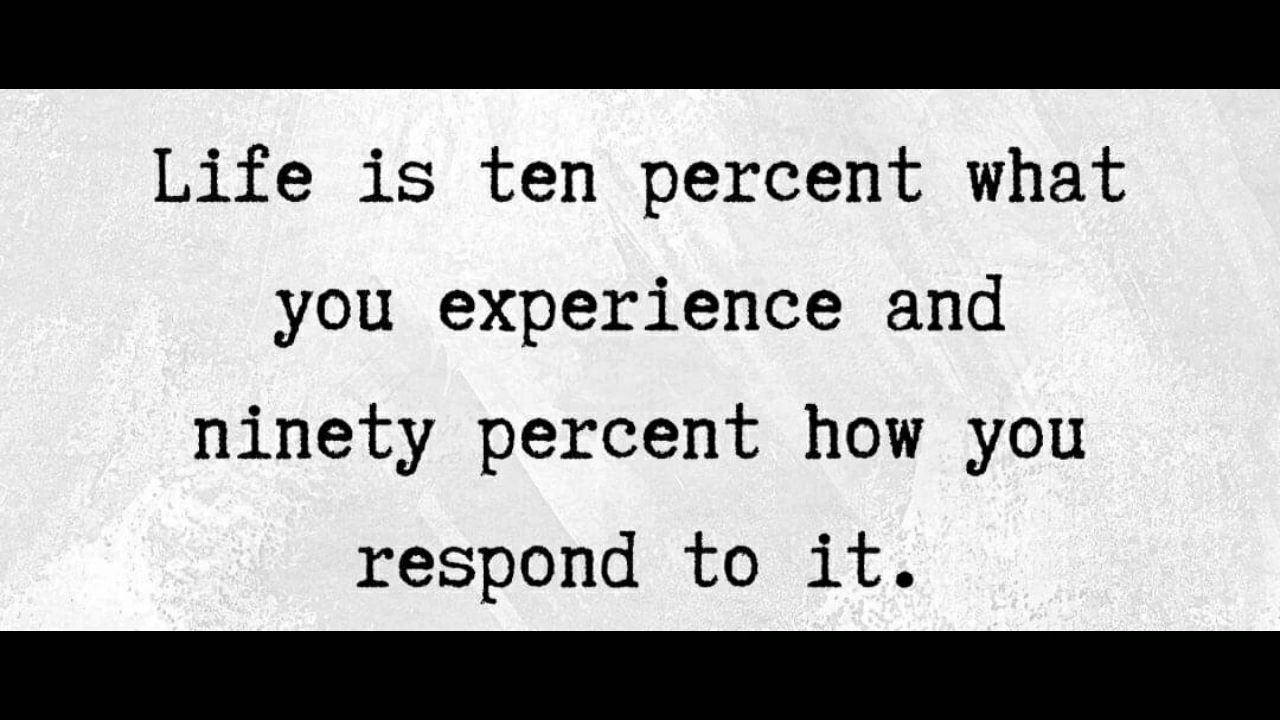 Life is ten percent what
you experience and
ninety percent how you
respond to it.